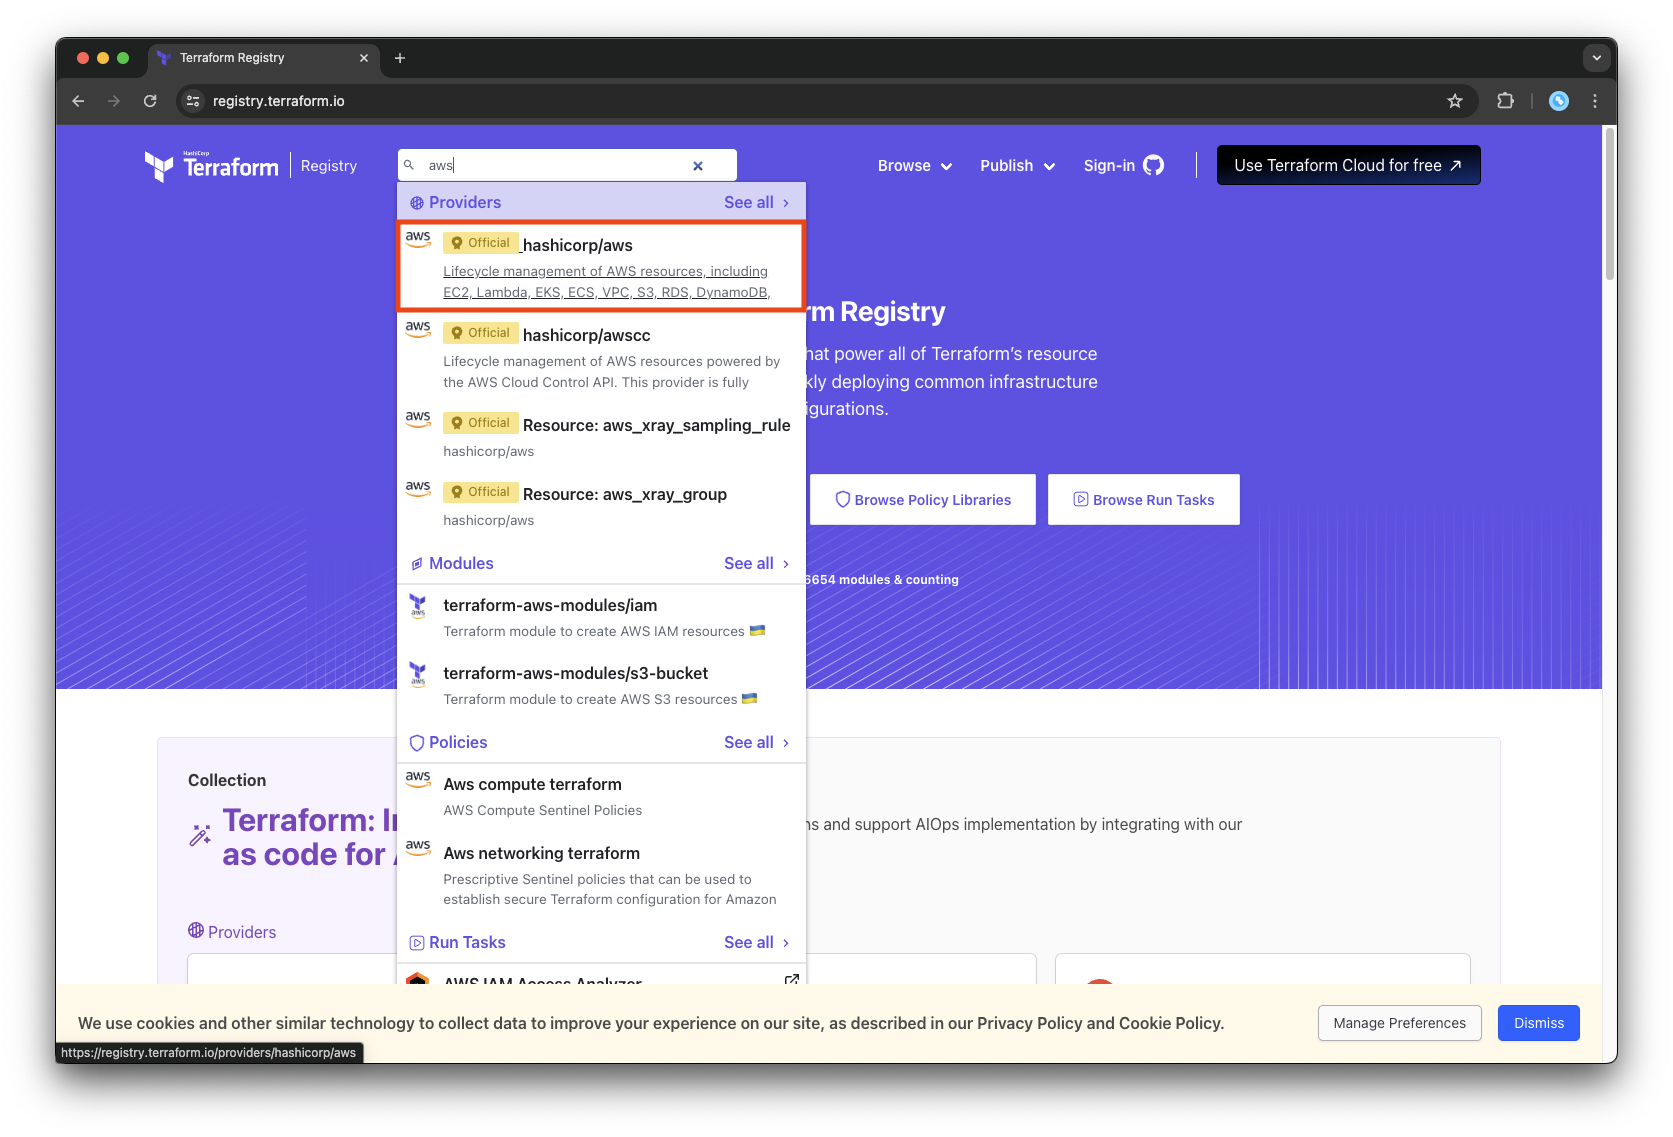 Terraform Registry
registry.terraform.io
HashiCorp
Terraform
Registry
aws
Browse
Publish
Sign-in
Use Terraform Cloud for free
Providers
See all
aws
Official
hashicorp/aws
Lifecycle management of AWS resources, including
EC2, Lambda, EKS, ECS, VPC, S3, RDS, DynamoDB,
aws
Official
hashicorp/awscc
Lifecycle management of AWS resources powered by
the AWS Cloud Control API. This provider is fully
aws
Official
Resource: aws_xray_sampling_rule
hashicorp/aws
aws
Official
Resource: aws_xray_group
hashicorp/aws
Modules
See all
aws
terraform-aws-modules/iam
Terraform module to create AWS IAM resources 🇺🇦
aws
terraform-aws-modules/s3-bucket
Terraform module to create AWS S3 resources 🇺🇦
Policies
See all
aws
Aws compute terraform
AWS Compute Sentinel Policies
aws
Aws networking terraform
Prescriptive Sentinel policies that can be used to
establish secure Terraform configuration for Amazon
Run Tasks
See all
AWS IAM Access Analyzer
rm Registry
hat power all of Terraform's resource
kly deploying common infrastructure
igurations.
Browse Policy Libraries
Browse Run Tasks
6654 modules & counting
Collection
Terraform: I
as code for
ns and support AIOps implementation by integrating with our
Providers
We use cookies and other similar technology to collect data to improve your experience on our site, as described in our Privacy Policy and Cookie Policy.
Manage Preferences
Dismiss
https://registry.terraform.io/providers/hashicorp/aws